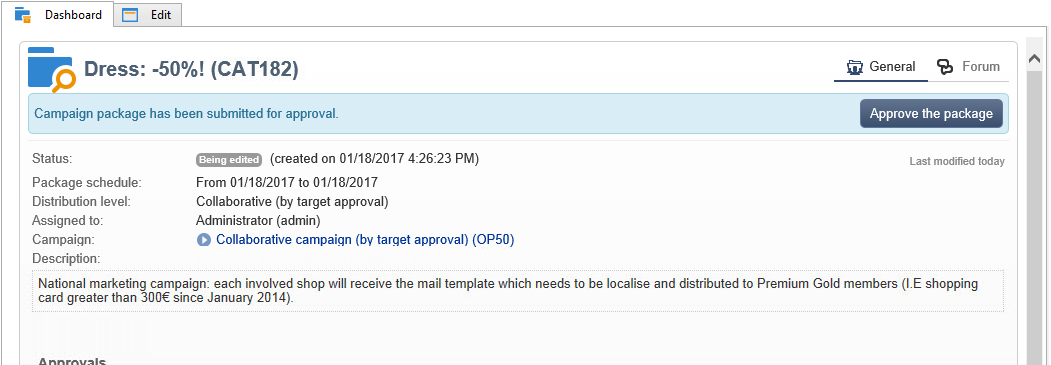 Dashboard Edit
Dress: -50%! (CAT182)
General Forum
Campaign package has been submitted for approval.
Approve the package
Status: Being edited (created on 01/18/2017 4:26:23 PM)
Last modified today
Package schedule: From 01/18/2017 to 01/18/2017
Distribution level: Collaborative (by target approval)
Assigned to: Administrator (admin)
Campaign: Collaborative campaign (by target approval) (OP50)
Description:
National marketing campaign: each involved shop will receive the mail template which needs to be localise and distributed to Premium Gold members (I.E shopping
card greater than 300€ since January 2014).
Approvals